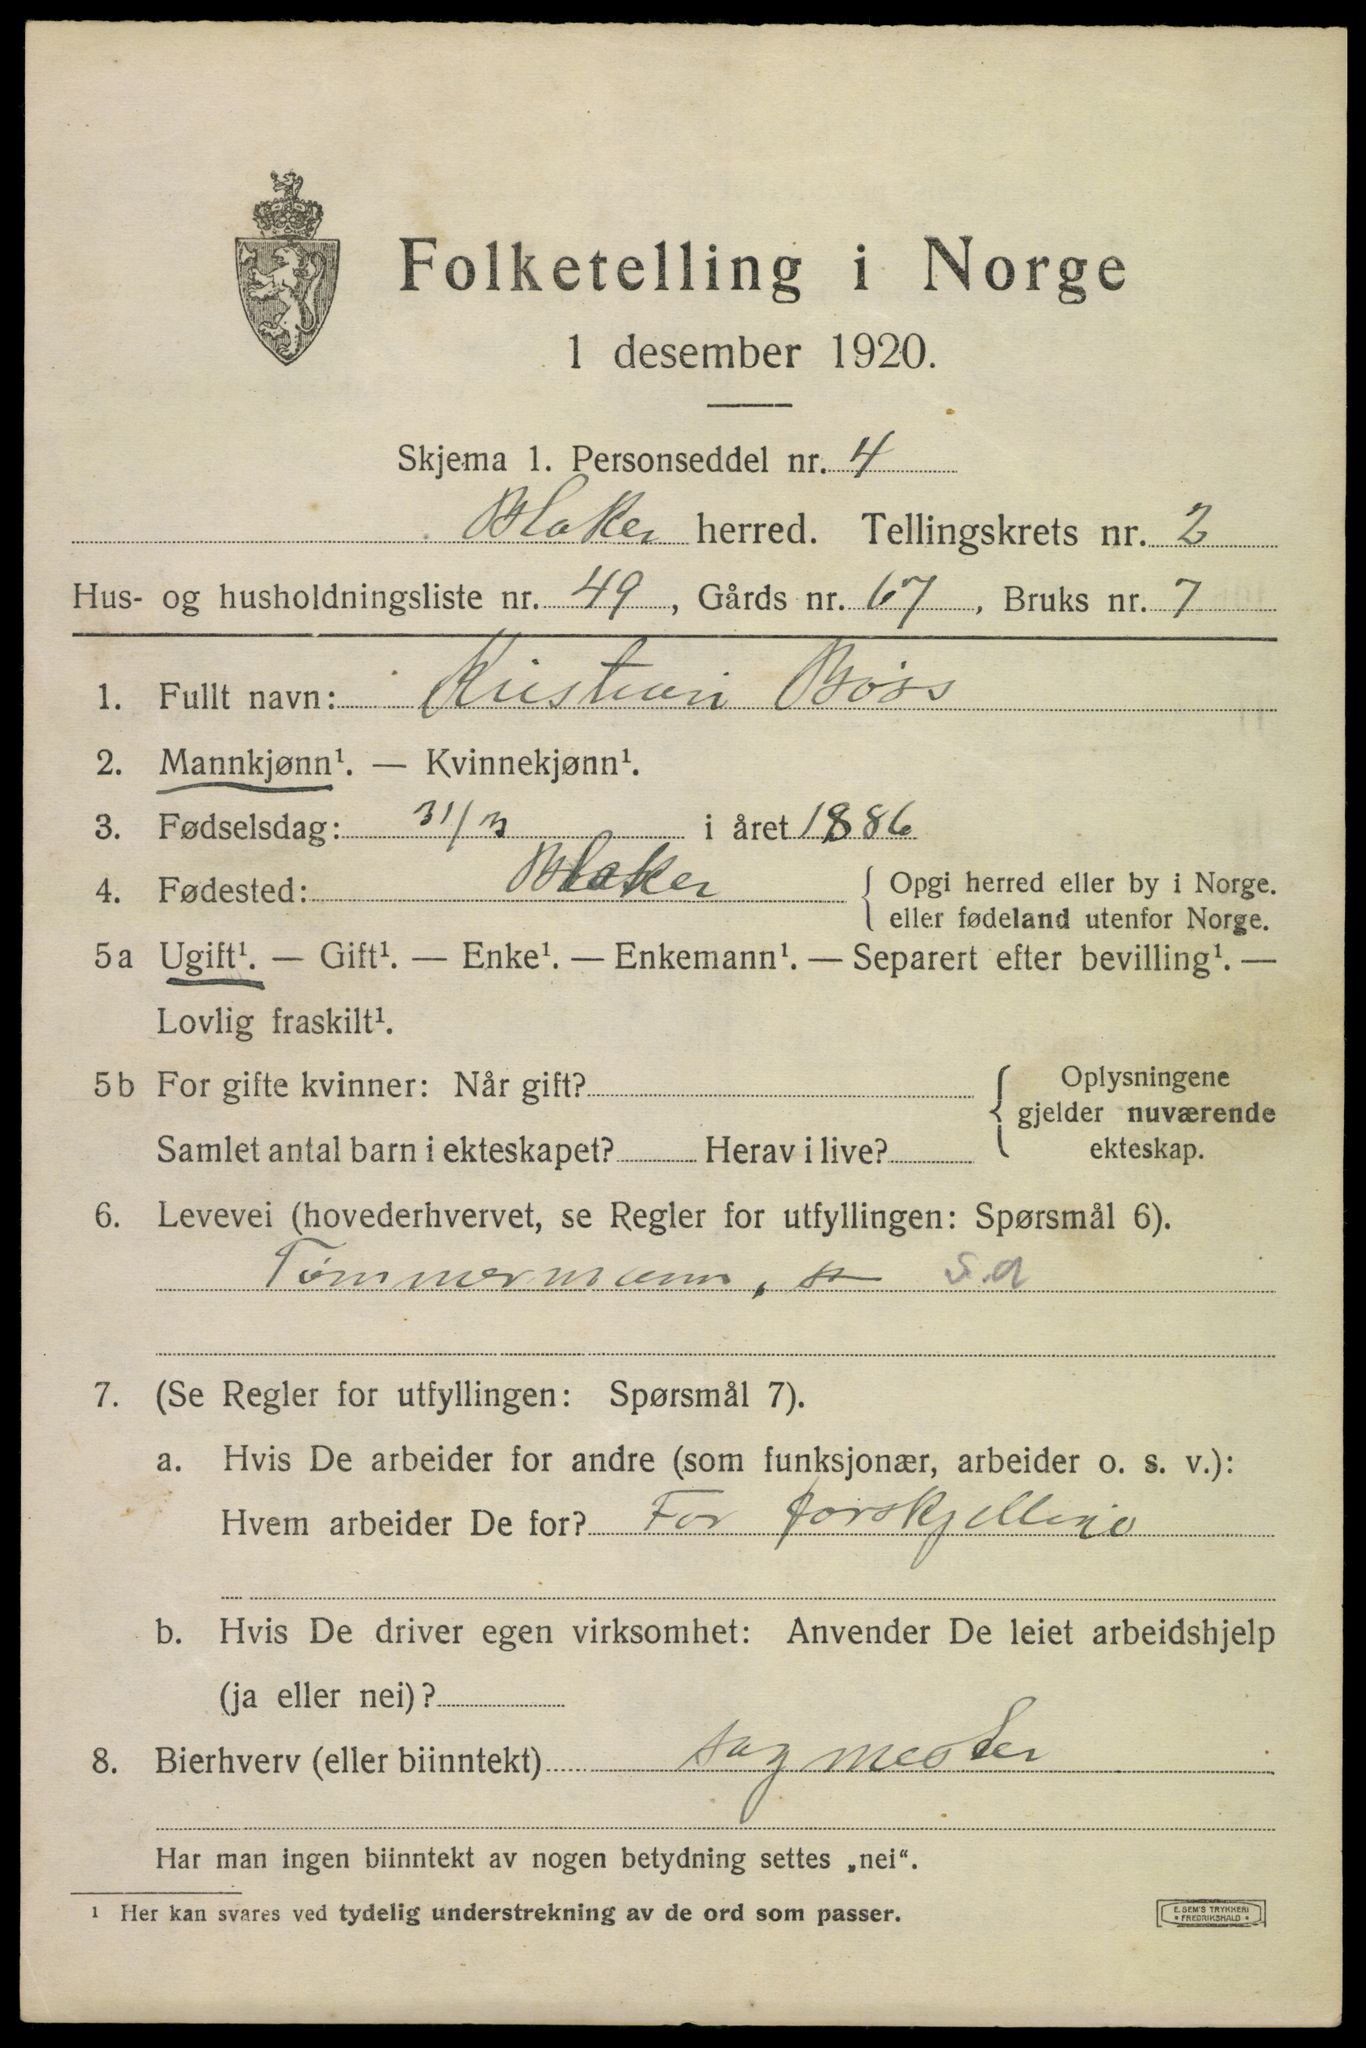 Folketelling i Norge
1 desember 1920.
Skjema 1. Personseddel nr. 4
Blaker herred. Tellingskrets nr. 2
Hus- og husholdningsliste nr. 49, Gårds nr. 67, Bruks nr. 7
1. Fullt navn: Kristian Böss
2. Mannkjønn¹. — Kvinnekjønn¹.
3. Fødselsdag: 31/3 i året 1886
4. Fødested: Blaker { Opgi herred eller by i Norge.
eller fødeland utenfor Norge.
5a Ugift¹. — Gift¹. — Enke¹. — Enkemann¹. — Separert efter bevilling¹. —
Lovlig fraskilt¹.
5b For gifte kvinner: Når gift? { Oplysningene
gjelder nuværende
Samlet antal barn i ekteskapet? Herav i live? ekteskap.
6. Levevei (hovederhvervet, se Regler for utfyllingen: Spørsmål 6).
Tømmermann, s.a
7. (Se Regler for utfyllingen: Spørsmål 7).
a. Hvis De arbeider for andre (som funksjonær, arbeider o. s. v.):
Hvem arbeider De for? For forskjellige
b. Hvis De driver egen virksomhet: Anvender De leiet arbeidshjelp
(ja eller nei)?
8. Bierhverv (eller biinntekt) sagmester
Har man ingen biinntekt av nogen betydning settes „nei“.
¹ Her kan svares ved tydelig understrekning av de ord som passer.
E. SEM'S TRYKKERI
• FREDRIKSHALD •